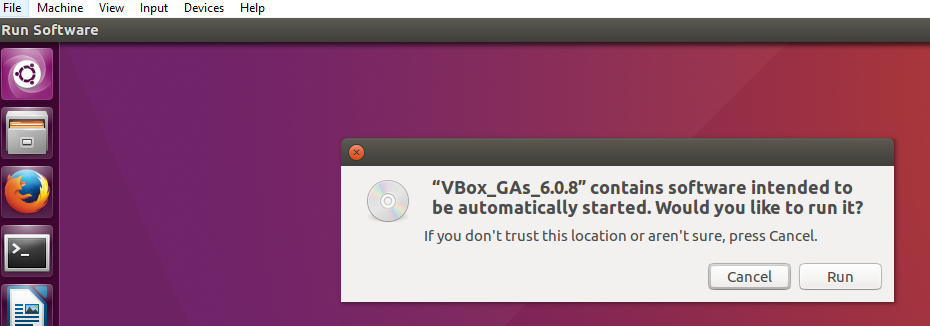 File Machine View Input Devices Help
Run Software
“VBox_GAs_6.0.8” contains software intended to
be automatically started. Would you like to run it?
If you don't trust this location or aren't sure, press Cancel.
Cancel Run